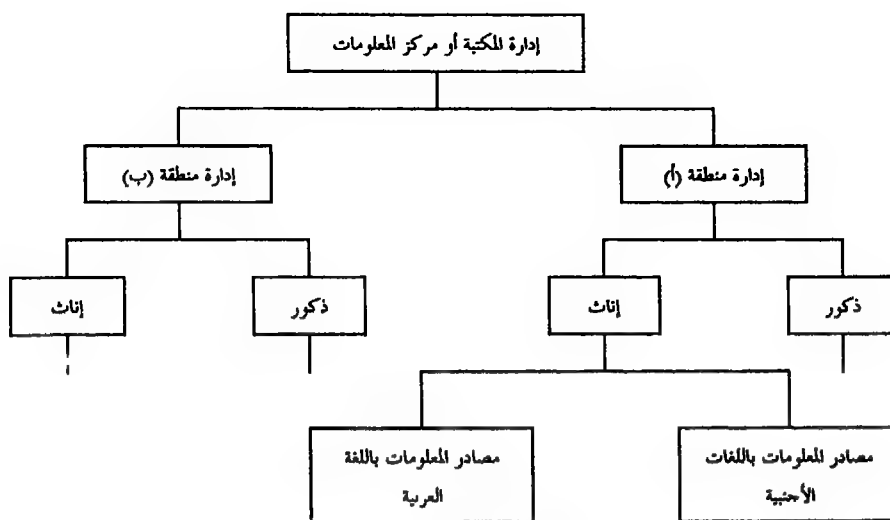 إدارة المكتبة أو مركز المعلومات
إدارة منطقة (أ)
إدارة منطقة (ب)
ذكور
إناث
ذكور
إناث
مصادر المعلومات باللغات
الأجنبية
مصادر المعلومات باللغة
العربية